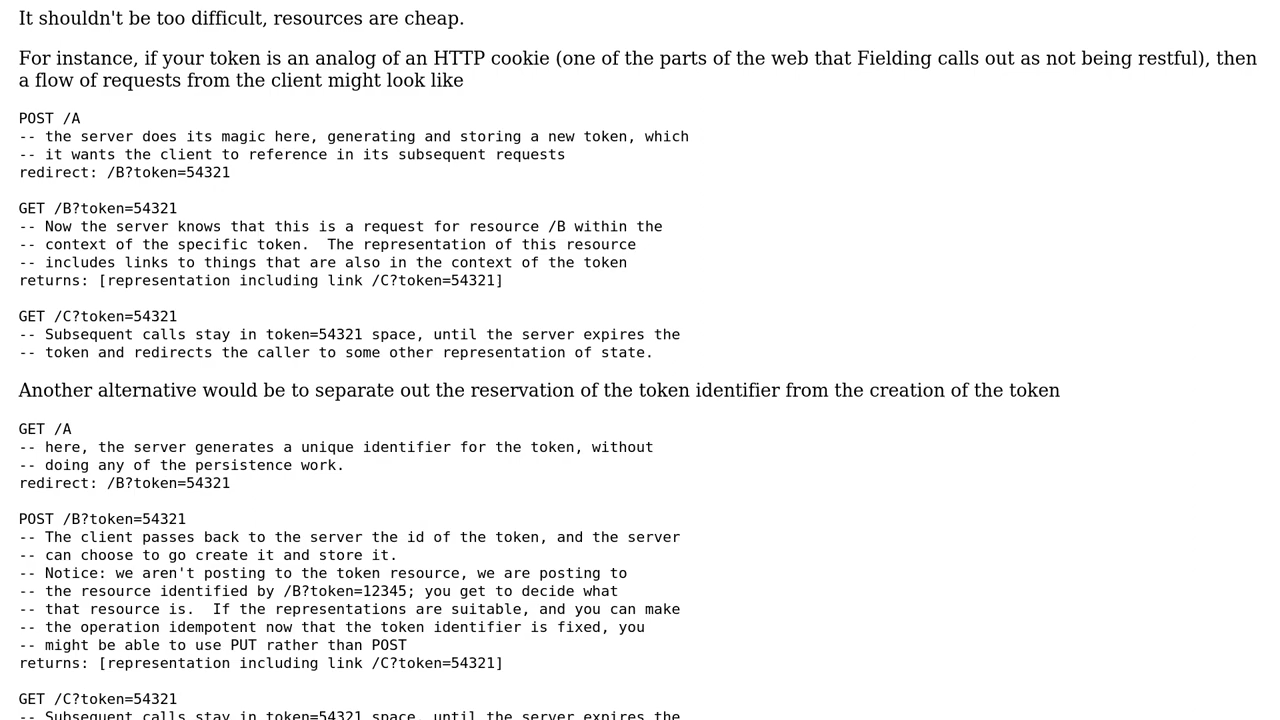 It shouldn't be too difficult, resources are cheap.
For instance, if your token is an analog of an HTTP cookie (one of the parts of the web that Fielding calls out as not being restful), then
a flow of requests from the client might look like
POST /A
-- the server does its magic here, generating and storing a new token, which
-- it wants the client to reference in its subsequent requests
redirect: /B?token=54321
GET /B?token=54321
-- Now the server knows that this is a request for resource /B within the
-- context of the specific token.  The representation of this resource
-- includes links to things that are also in the context of the token
returns: [representation including link /C?token=54321]
GET /C?token=54321
-- Subsequent calls stay in token=54321 space, until the server expires the
-- token and redirects the caller to some other representation of state.
Another alternative would be to separate out the reservation of the token identifier from the creation of the token
GET /A
-- here, the server generates a unique identifier for the token, without
-- doing any of the persistence work.
redirect: /B?token=54321
POST /B?token=54321
-- The client passes back to the server the id of the token, and the server
-- can choose to go create it and store it.
-- Notice: we aren't posting to the token resource, we are posting to
-- the resource identified by /B?token=12345; you get to decide what
-- that resource is.  If the representations are suitable, and you can make
-- the operation idempotent now that the token identifier is fixed, you
-- might be able to use PUT rather than POST
returns: [representation including link /C?token=54321]
GET /C?token=54321
-- Subsequent calls stay in token=54321 space, until the server expires the